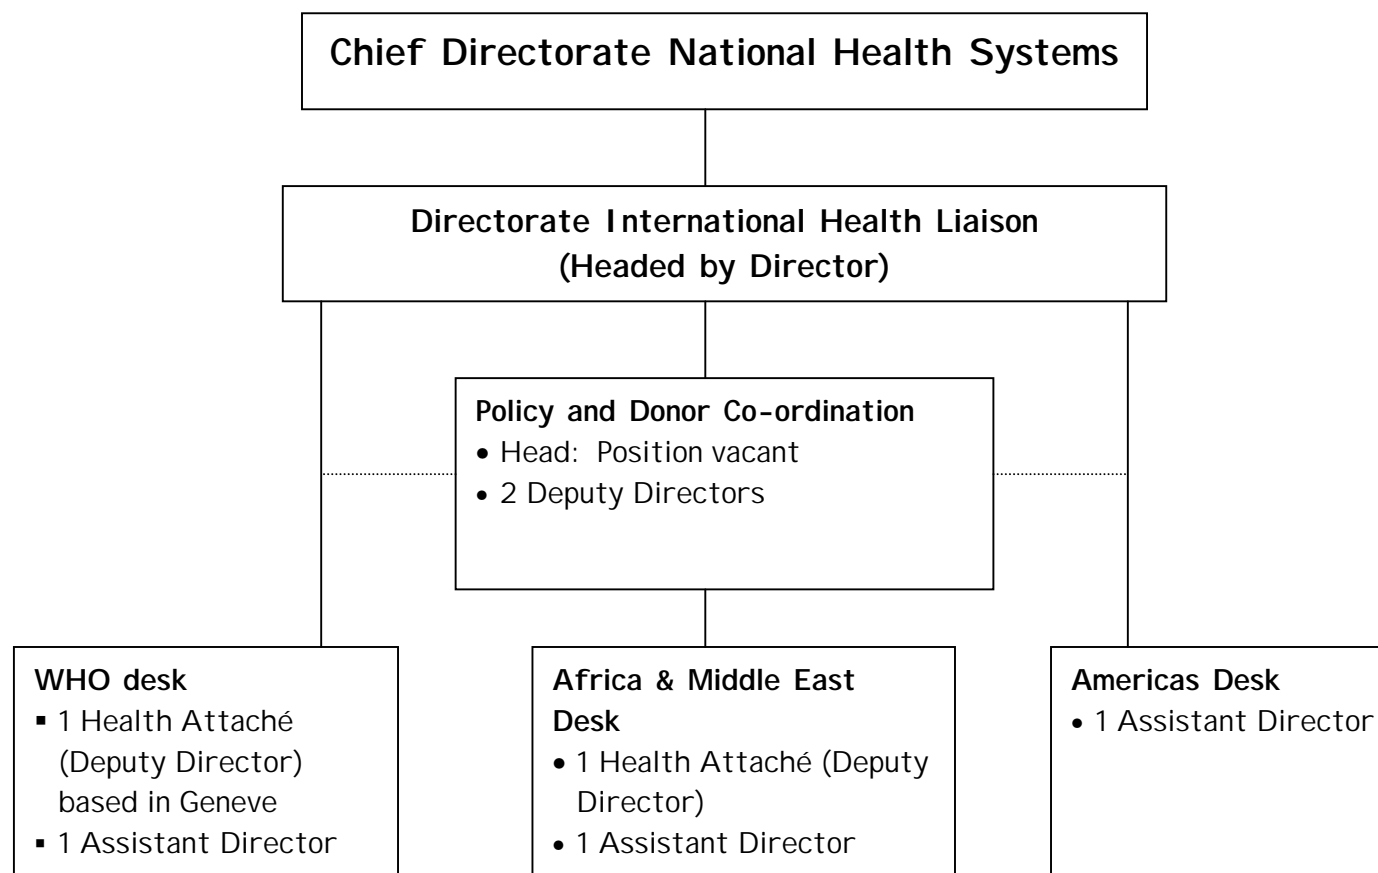 Chief Directorate National Health Systems
Directorate International Health Liaison
(Headed by Director)
Policy and Donor Co-ordination
• Head: Position vacant
• 2 Deputy Directors
WHO desk
▪ 1 Health Attaché
(Deputy Director)
based in Geneve
▪ 1 Assistant Director
Africa & Middle East
Desk
• 1 Health Attaché (Deputy
Director)
• 1 Assistant Director
Americas Desk
• 1 Assistant Director